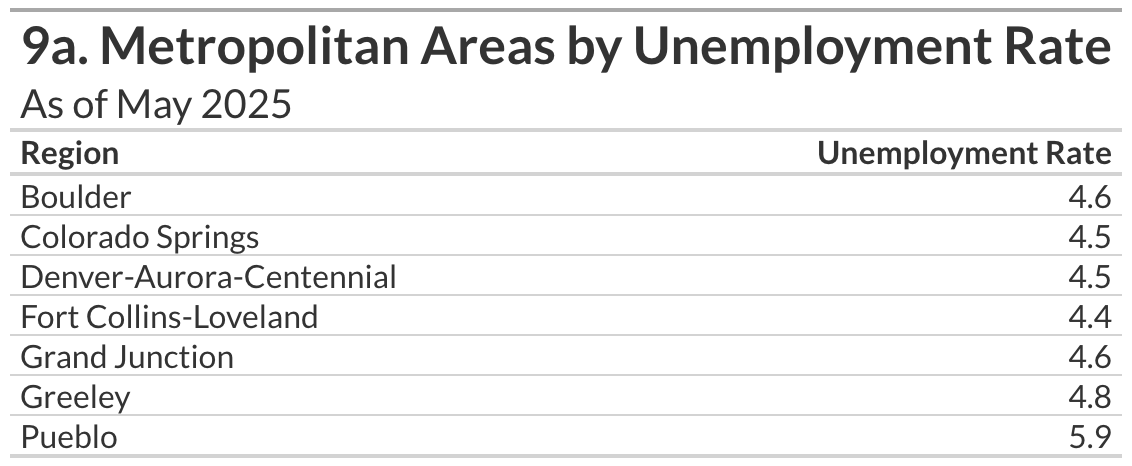 9a. Metropolitan Areas by Unemployment Rate
As of May 2025
Region Unemployment Rate
Boulder 4.6
Colorado Springs 4.5
Denver-Aurora-Centennial 4.5
Fort Collins-Loveland 4.4
Grand Junction 4.6
Greeley 4.8
Pueblo 5.9